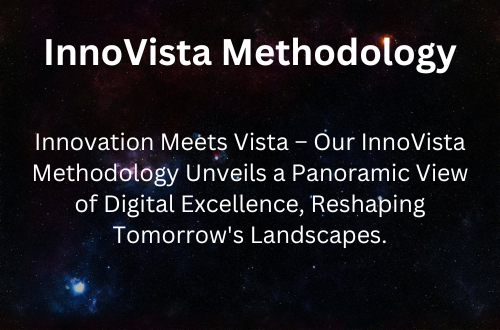 InnoVista Methodology
Innovation Meets Vista – Our InnoVista
Methodology Unveils a Panoramic View
of Digital Excellence, Reshaping
Tomorrow's Landscapes.